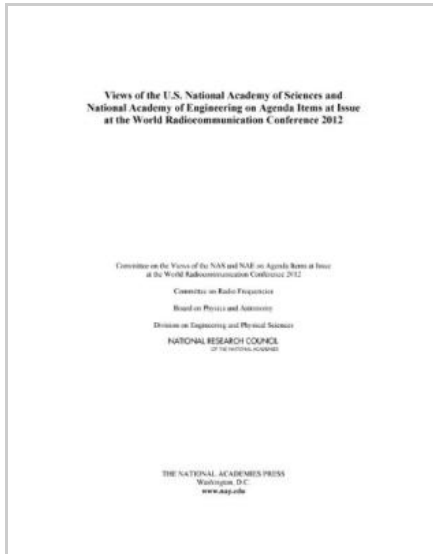 Views of the U.S. National Academy of Sciences and
National Academy of Engineering on Agenda Items at Issue
at the World Radiocommunication Conference 2012
Committee on the Views of the NAS and NAE on Agenda Items at Issue
at the World Radiocommunication Conference 2012
Committee on Radio Frequencies
Board on Physics and Astronomy
Division on Engineering and Physical Sciences
NATIONAL RESEARCH COUNCIL
OF THE NATIONAL ACADEMIES
THE NATIONAL ACADEMIES PRESS
Washington, D.C.
www.nap.edu